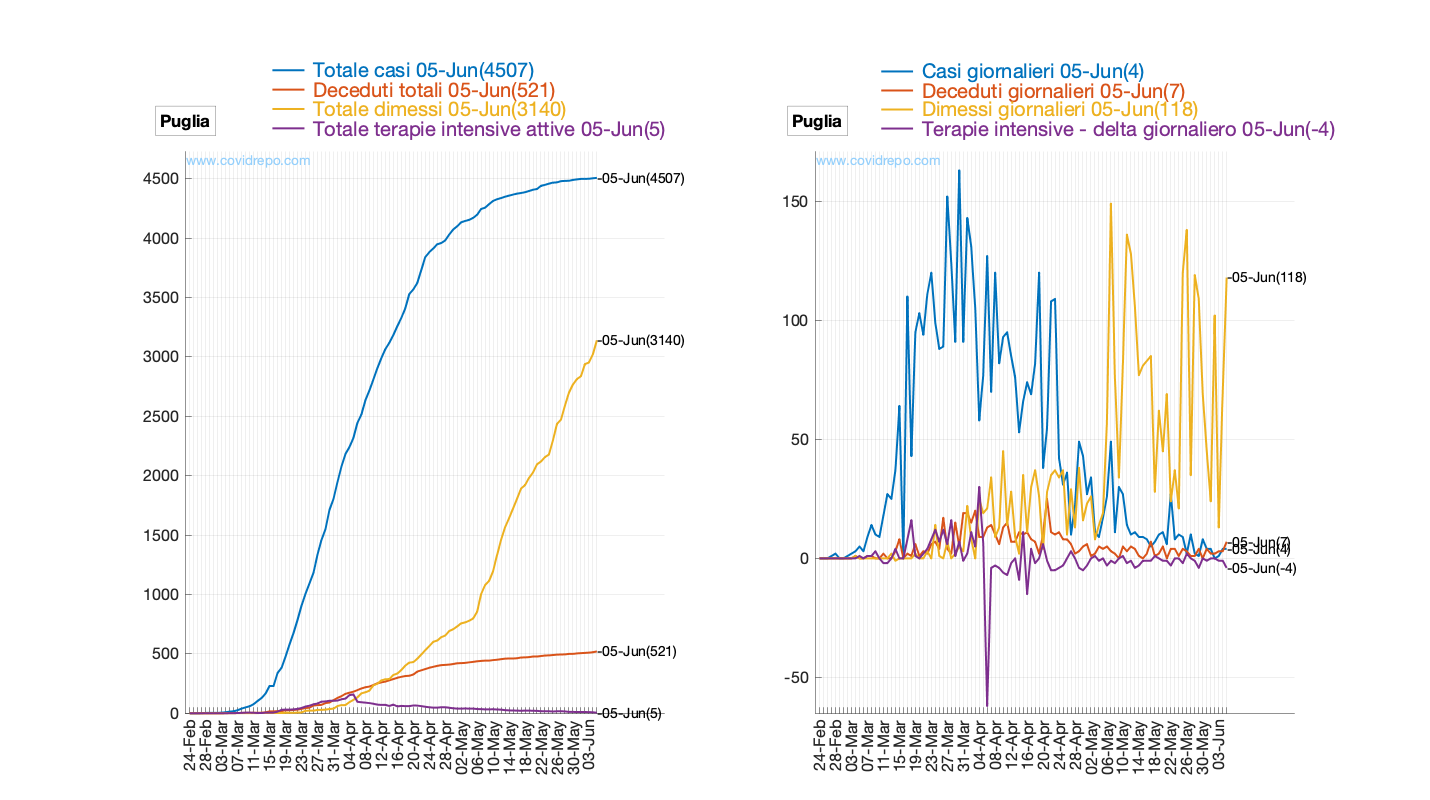 Totale casi 05-Jun(4507)
Deceduti totali 05-Jun(521)
Totale dimessi 05-Jun(3140)
Totale terapie intensive attive 05-Jun(5)
Puglia
www.covidrepo.com
4500
4000
3500
3000
2500
2000
1500
1000
500
0
-05-Jun(4507)
-05-Jun(3140)
-05-Jun(521)
-05-Jun(5)
24-Feb
28-Feb
03-Mar
07-Mar
11-Mar
15-Mar
19-Mar
23-Mar
27-Mar
31-Mar
04-Apr
08-Apr
12-Apr
16-Apr
20-Apr
24-Apr
28-Apr
02-May
06-May
10-May
14-May
18-May
22-May
26-May
30-May
03-Jun
Casi giornalieri 05-Jun(4)
Deceduti giornalieri 05-Jun(7)
Dimessi giornalieri 05-Jun(118)
Terapie intensive - delta giornaliero 05-Jun(-4)
Puglia
www.covidrepo.com
150
100
50
0
-50
-05-Jun(118)
-05-Jun(7)
-05-Jun(4)
-05-Jun(-4)
24-Feb
28-Feb
03-Mar
07-Mar
11-Mar
15-Mar
19-Mar
23-Mar
27-Mar
31-Mar
04-Apr
08-Apr
12-Apr
16-Apr
20-Apr
24-Apr
28-Apr
02-May
06-May
10-May
14-May
18-May
22-May
26-May
30-May
03-Jun